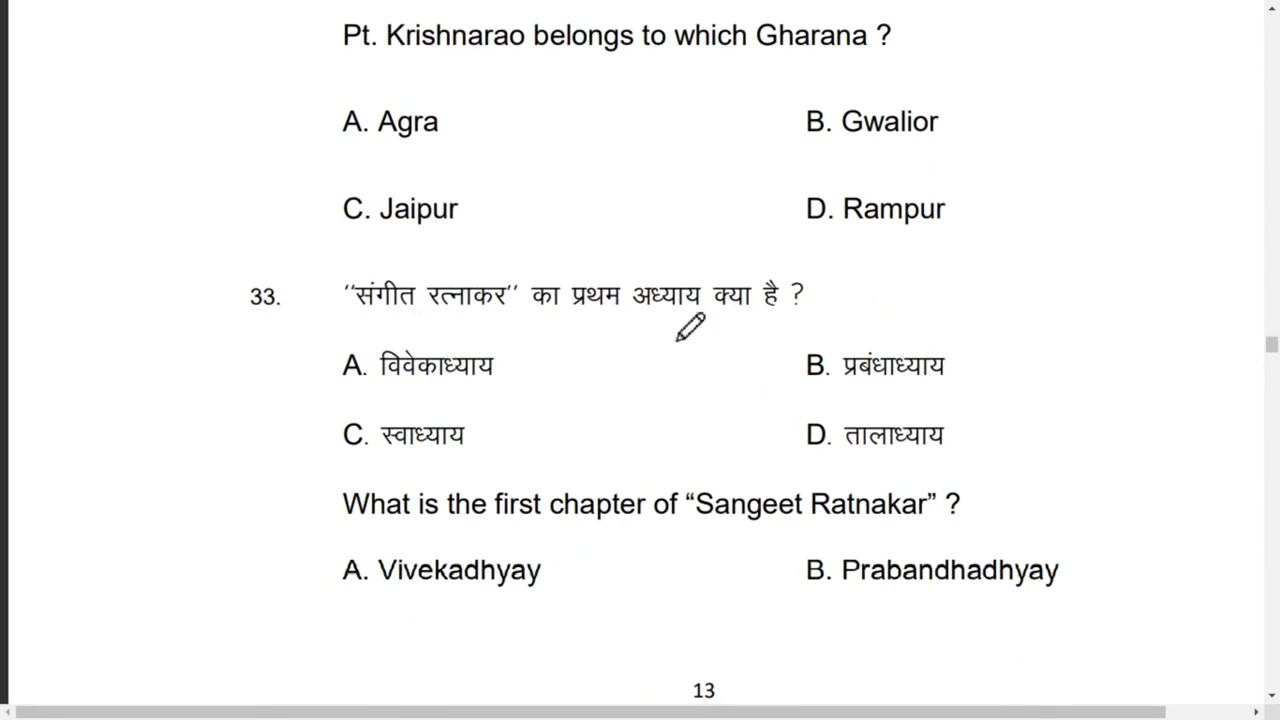 Pt. Krishnarao belongs to which Gharana ?
A. Agra B. Gwalior
C. Jaipur D. Rampur
33. ‘‘संगीत रत्नाकर’’ का प्रथम अध्याय क्या है ?
A. विवेकाध्याय B. प्रबंधाध्याय
C. स्वाध्याय D. तालाध्याय
What is the first chapter of “Sangeet Ratnakar” ?
A. Vivekadhyay B. Prabandhadhyay
13